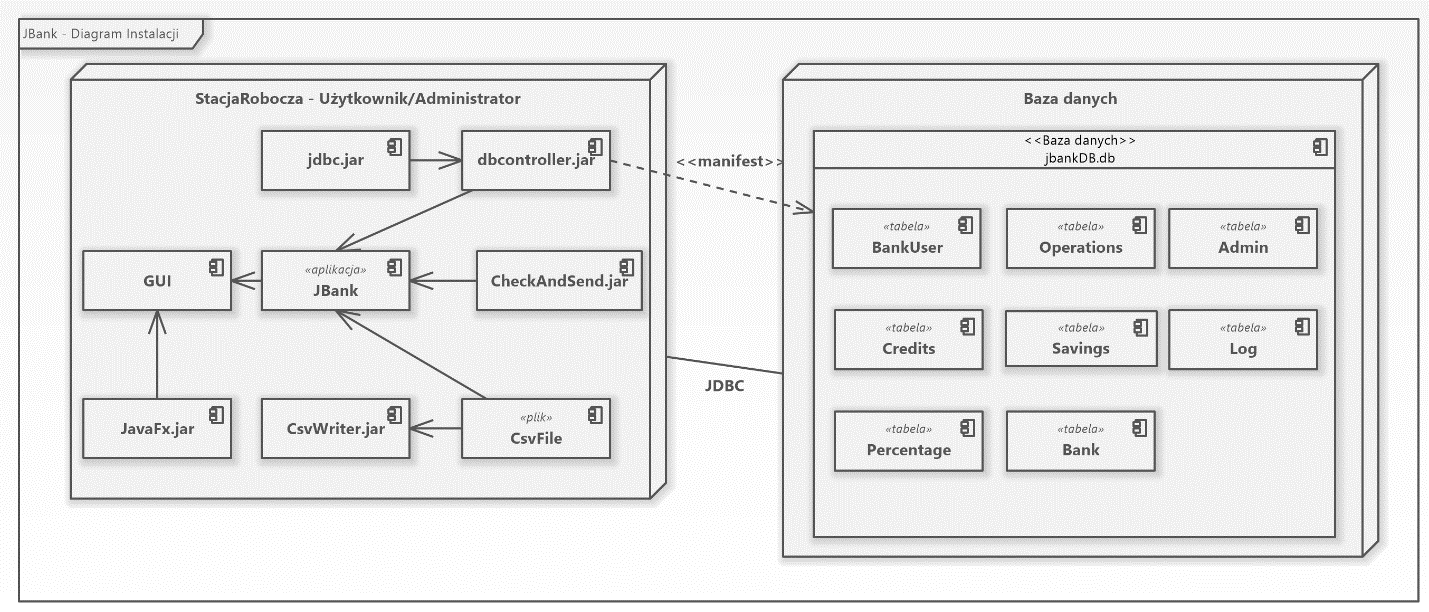 JBank - Diagram Instalacji
StacjaRobocza - Użytkownik/Administrator
jdbc.jar
dbcontroller.jar
GUI
«aplikacja»
JBank
CheckAndSend.jar
JavaFx.jar
CsvWriter.jar
«plik»
CsvFile
<<manifest>>
JDBC
Baza danych
<<Baza danych>>
jbankDB.db
«tabela»
BankUser
«tabela»
Operations
«tabela»
Admin
«tabela»
Credits
«tabela»
Savings
«tabela»
Log
«tabela»
Percentage
«tabela»
Bank